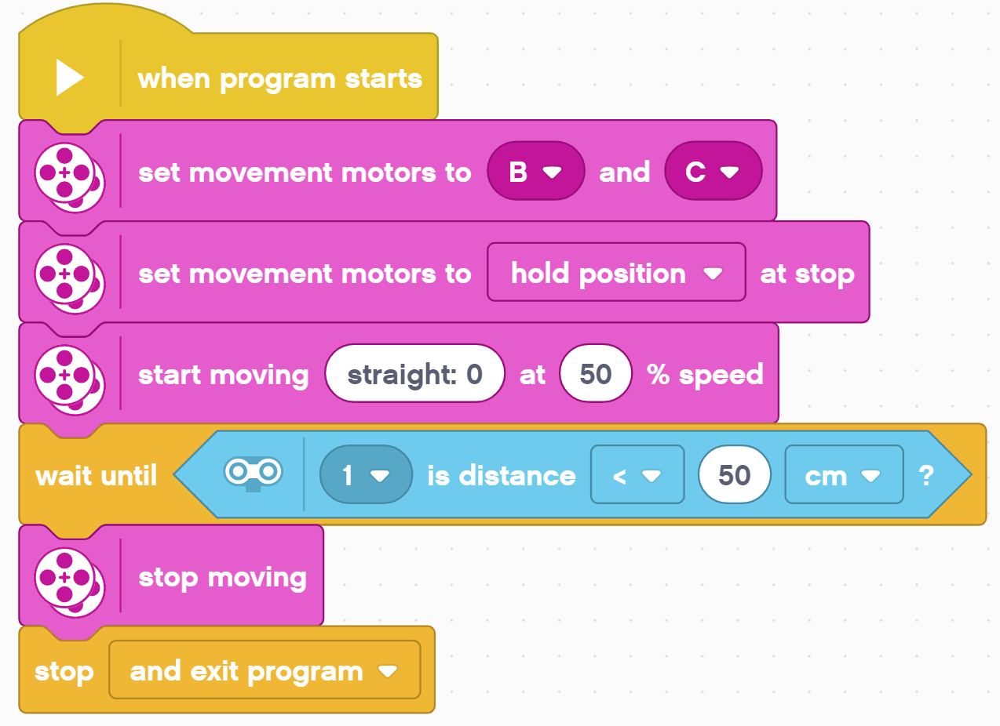 when program starts
set movement motors to B and C
set movement motors to hold position at stop
start moving straight: 0 at 50 % speed
wait until 1 is distance < 50 cm ?
stop moving
stop and exit program